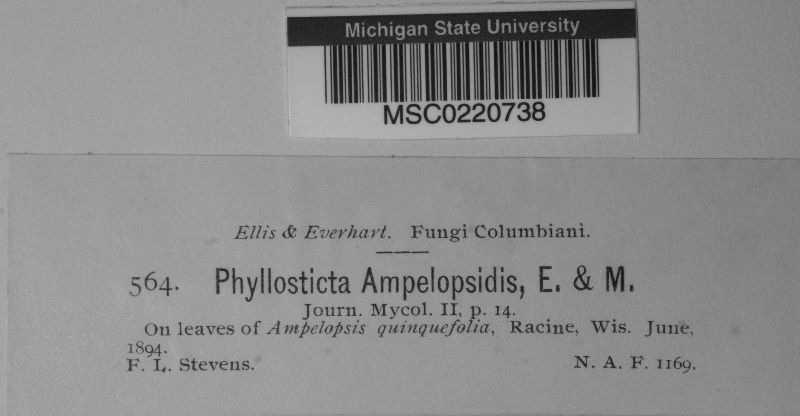 Michigan State University
MSC0220738
Ellis & Everhart. Fungi Columbiani.
564. Phyllosticta Ampelopsidis, E. & M.
Journ. Mycol. II, p. 14.
On leaves of Ampelopsis quinquefolia, Racine, Wis. June,
1894.
F. L. Stevens. N. A. F. 1169.